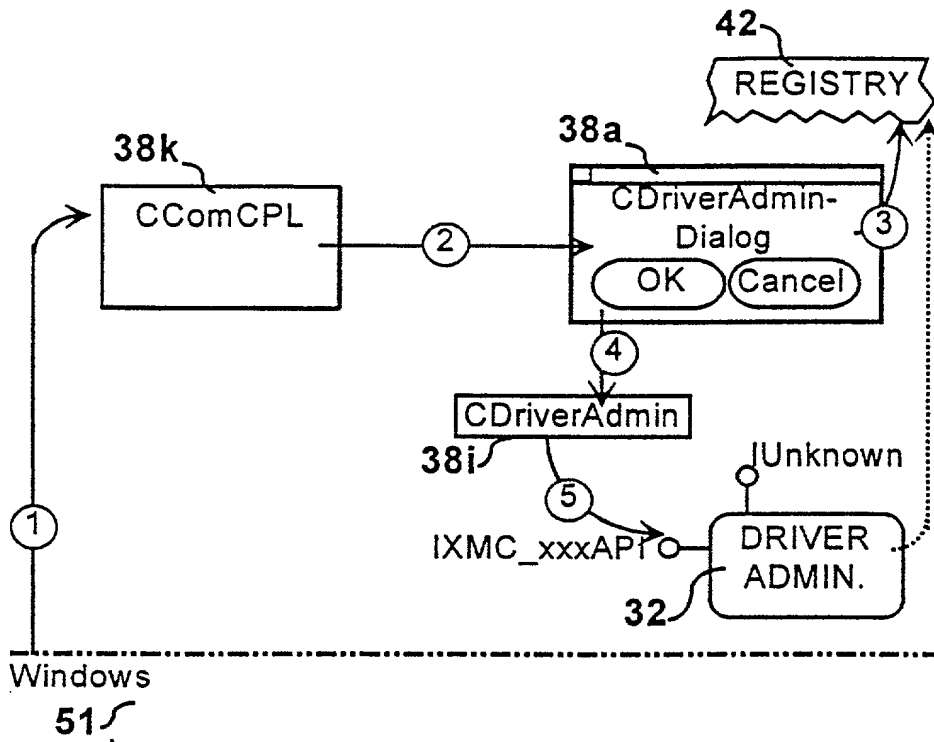 42
REGISTRY
38k
38a
CComCPL
CDriverAdmin-
Dialog
3
2
OK
Cancel
4
CDriverAdmin
38i
IUnknown
5
1
IXMC_xxxAPI
DRIVER
ADMIN.
32
Windows
51